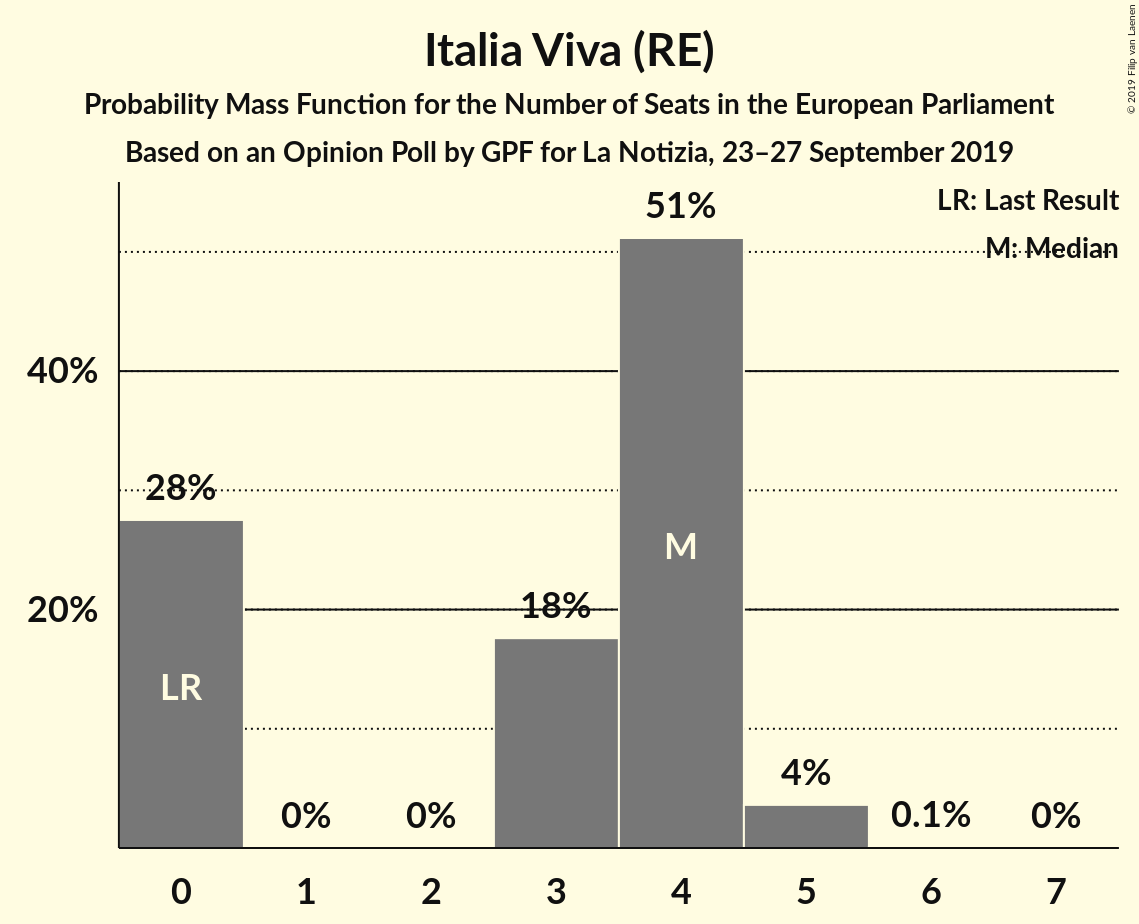 Italia Viva (RE)
Probability Mass Function for the Number of Seats in the European Parliament
Based on an Opinion Poll by GPF for La Notizia, 23–27 September 2019
© 2019 Filip van Laenen
LR: Last Result
M: Median
51%
40%
28%
M
20%
18%
LR
4%
0%
0%
0.1%
0%
0 1 2 3 4 5 6 7